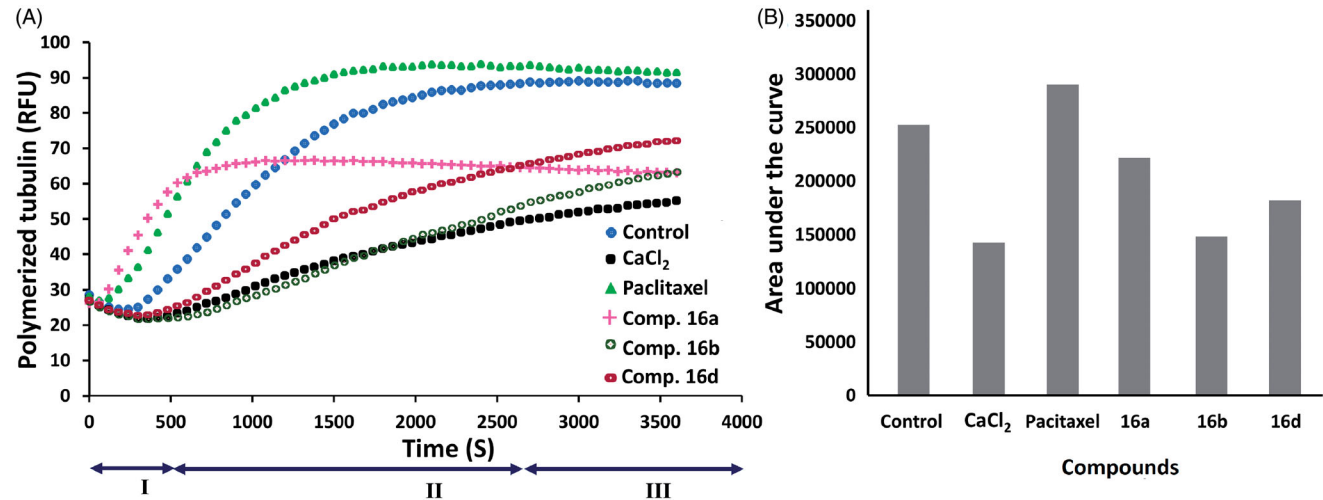 (A)
Polymerized tubulin (RFU)
100
90
80
70
60
50
40
30
20
10
0
0 500 1000 1500 2000 2500 3000 3500 4000
Time (S)
Control
CaCl₂
Paclitaxel
Comp. 16a
Comp. 16b
Comp. 16d
I II III
(B)
Area under the curve
350000
300000
250000
200000
150000
100000
50000
0
Control CaCl₂ Pacitaxel 16a 16b 16d
Compounds